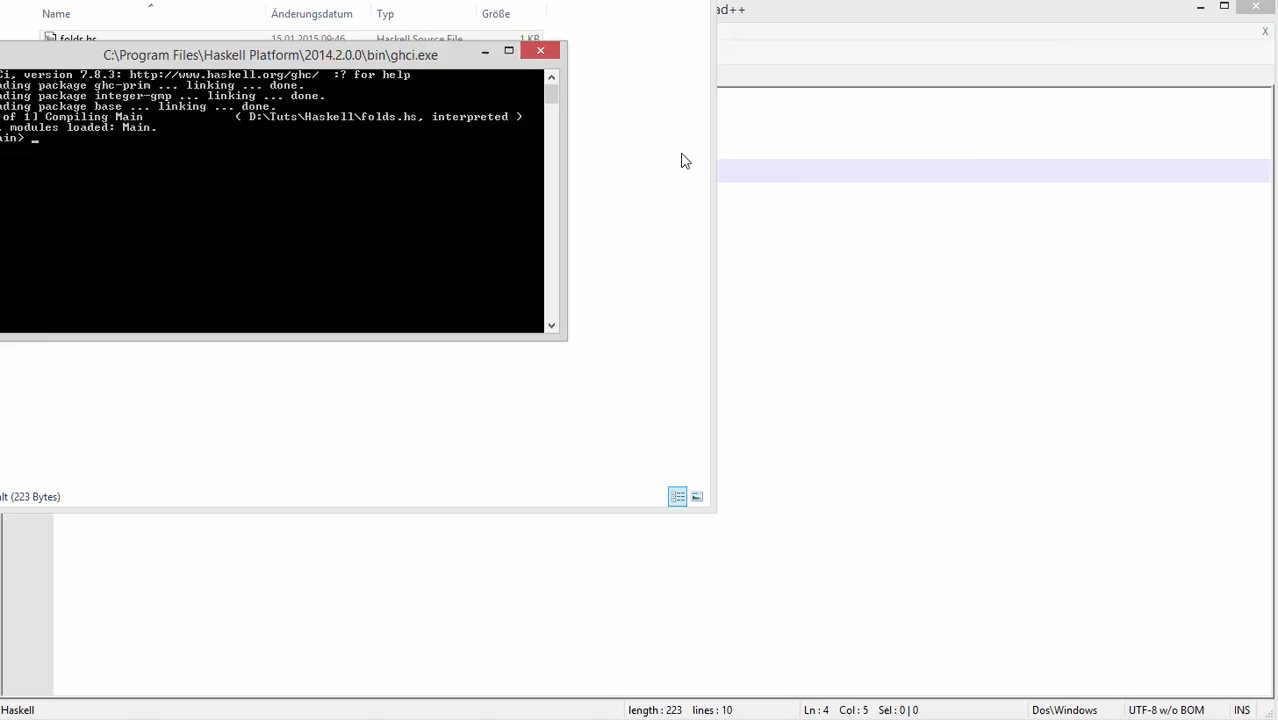 Name Änderungsdatum Typ Größe
ad++
folds.hs 15.01.2015 09:46 Haskell Source File 1 KB
C:\Program Files\Haskell Platform\2014.2.0.0\bin\ghci.exe
Ci, version 7.8.3: http://www.haskell.org/ghc/ :? for help
ading package ghc-prim ... linking ... done.
ading package integer-gmp ... linking ... done.
ading package base ... linking ... done.
of 1] Compiling Main ( D:\Tuts\Haskell\folds.hs, interpreted )
, modules loaded: Main.
ain> _
lt (223 Bytes)
Haskell length : 223 lines : 10 Ln : 4 Col : 5 Sel : 0 | 0 Dos\Windows UTF-8 w/o BOM INS